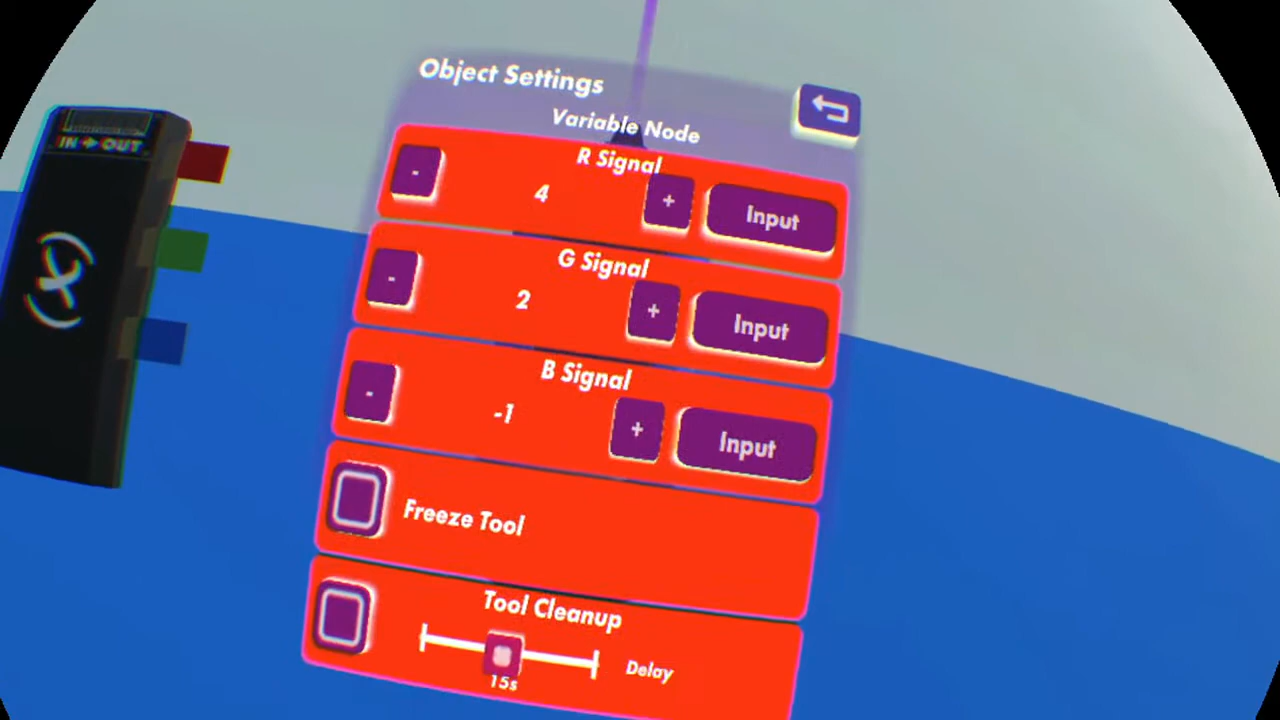 Object Settings
Variable Node
R Signal
- 4 + Input
G Signal
- 2 + Input
B Signal
- -1 + Input
Freeze Tool
Tool Cleanup
Delay
15s
IN → OUT
(X)